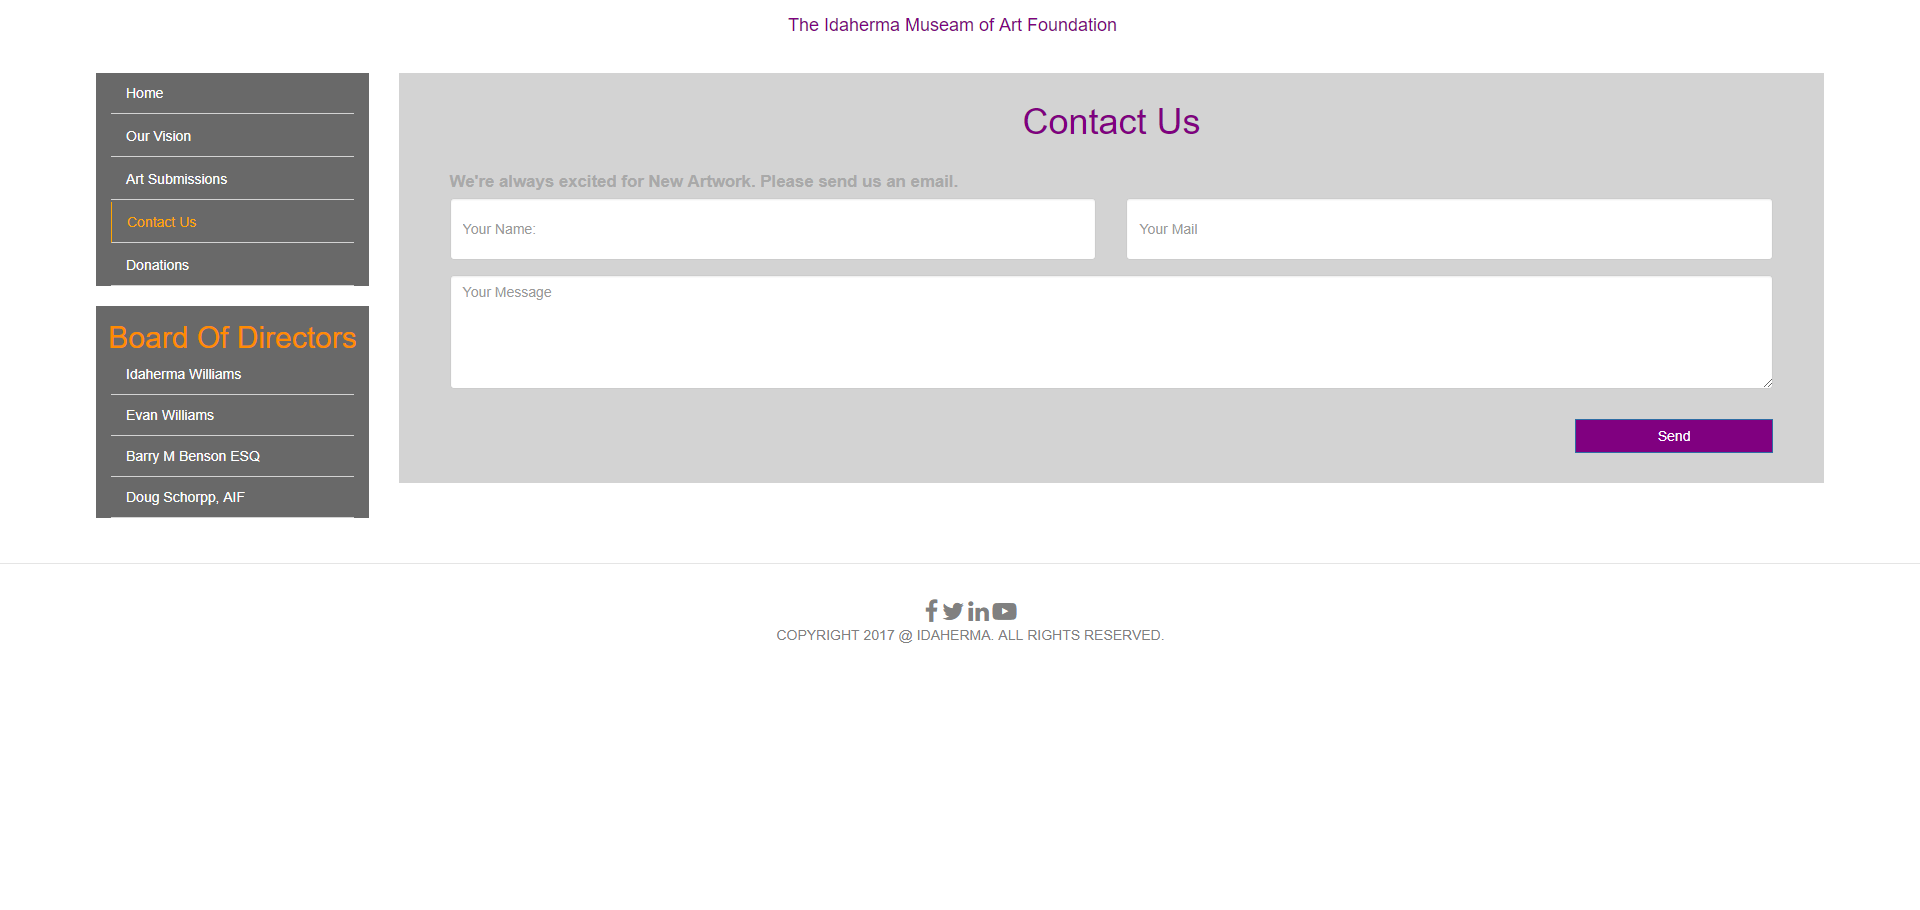 The Idaherma Museam of Art Foundation
Home
Our Vision
Art Submissions
Contact Us
Donations
Board Of Directors
Idaherma Williams
Evan Williams
Barry M Benson ESQ
Doug Schorpp, AIF
Contact Us
We're always excited for New Artwork. Please send us an email.
Your Name:
Your Mail
Your Message
Send
COPYRIGHT 2017 @ IDAHERMA. ALL RIGHTS RESERVED.